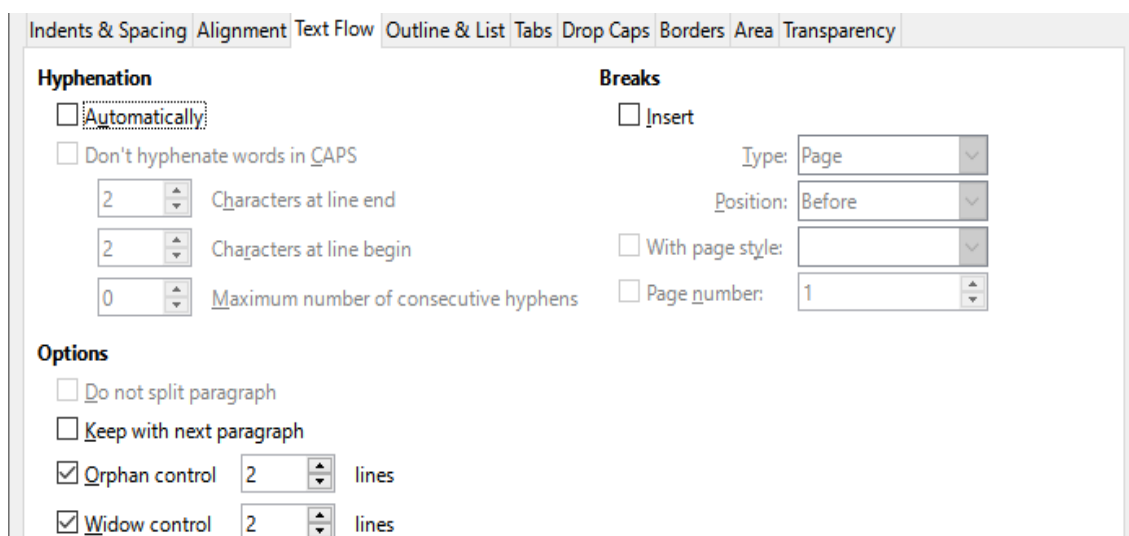 Indents & Spacing Alignment Text Flow Outline & List Tabs Drop Caps Borders Area Transparency
Hyphenation
Automatically
Don't hyphenate words in CAPS
2 Characters at line end
2 Characters at line begin
0 Maximum number of consecutive hyphens
Breaks
Insert
Type: Page
Position: Before
With page style:
Page number: 1
Options
Do not split paragraph
Keep with next paragraph
Orphan control 2 lines
Widow control 2 lines